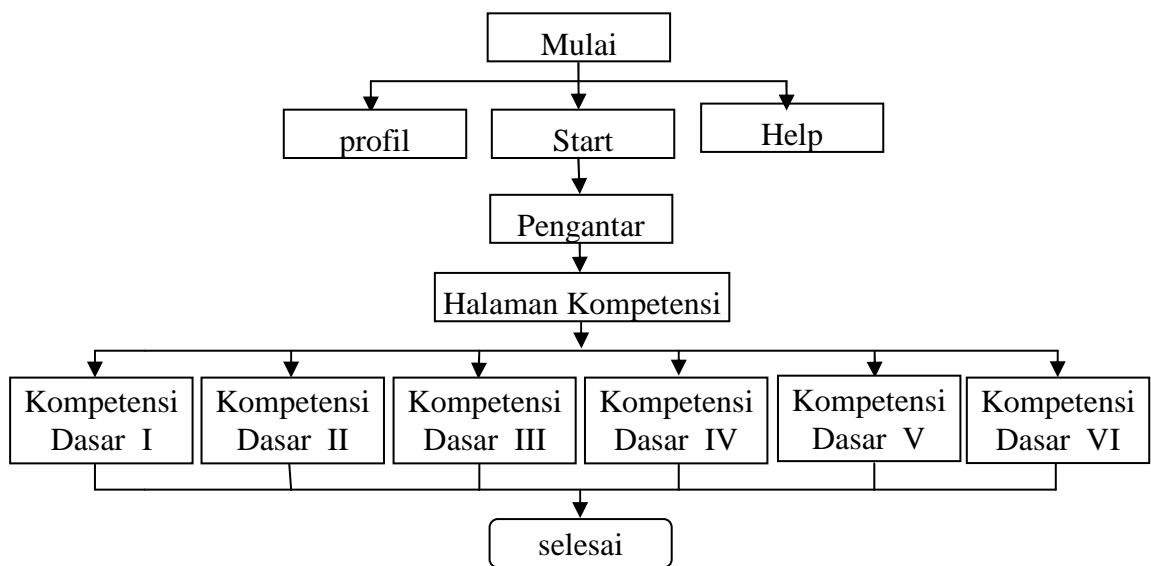 Mulai
profil
Start
Help
Pengantar
Halaman Kompetensi
Kompetensi
Dasar I
Kompetensi
Dasar II
Kompetensi
Dasar III
Kompetensi
Dasar IV
Kompetensi
Dasar V
Kompetensi
Dasar VI
selesai